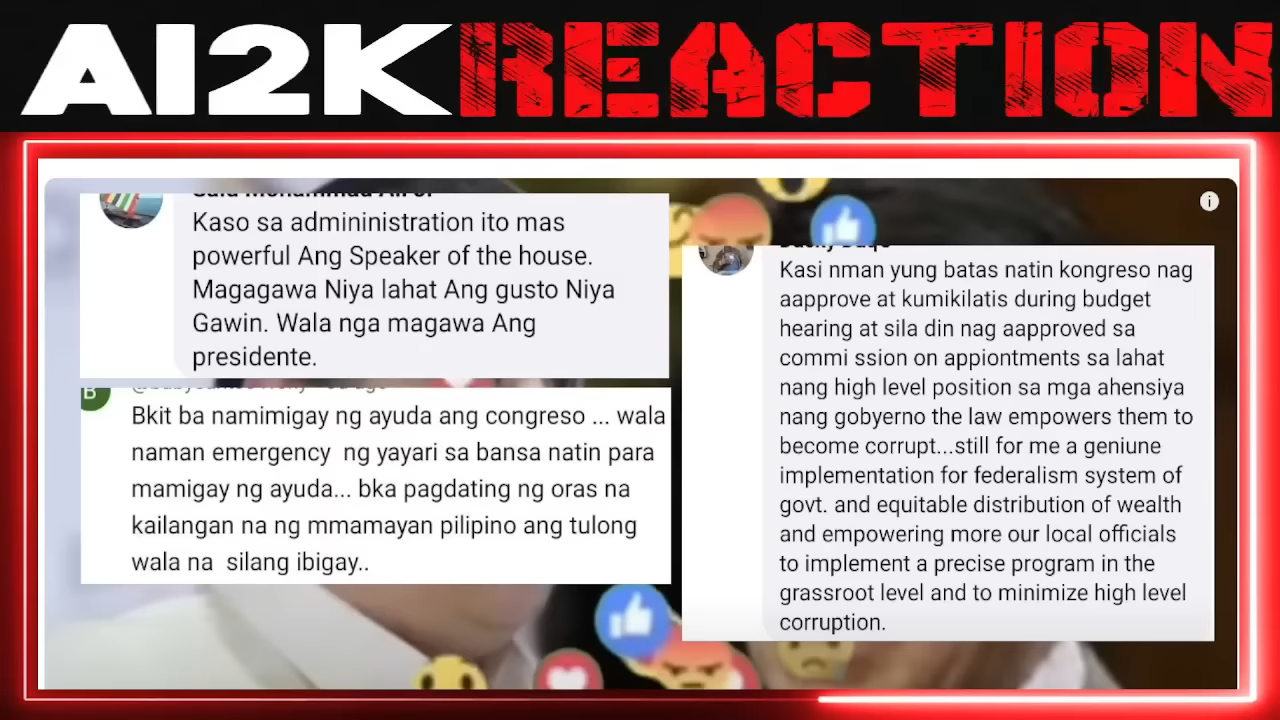 AI2KREACTION
Kaso sa admininistration ito mas
powerful Ang Speaker of the house.
Magagawa Niya lahat Ang gusto Niya
Gawin. Wala nga magawa Ang
presidente.
B
Bkit ba namimigay ng ayuda ang congreso ... wala
naman emergency ng yayari sa bansa natin para
mamigay ng ayuda... bka pagdating ng oras na
kailangan na ng mmamayan pilipino ang tulong
wala na silang ibigay..
Kasi nman yung batas natin kongreso nag
aapprove at kumikilatis during budget
hearing at sila din nag aapproved sa
commi ssion on appiontments sa lahat
nang high level position sa mga ahensiya
nang gobyerno the law empowers them to
become corrupt...still for me a geniune
implementation for federalism system of
govt. and equitable distribution of wealth
and empowering more our local officials
to implement a precise program in the
grassroot level and to minimize high level
corruption.